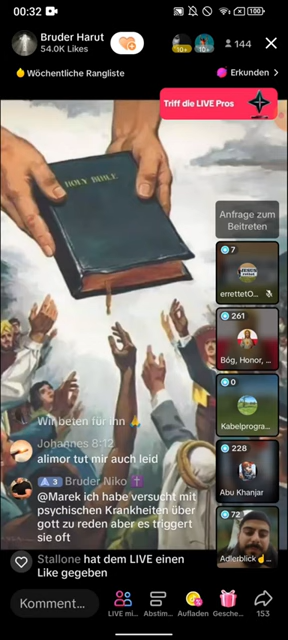 00:32
100
Bruder Harut
54.0K Likes
10+
10+
144
Wöchentliche Rangliste
Erkunden >
Triff die LIVE Pros
HOLY BIBLE
Anfrage zum
Beitreten
7
errettetO...
261
Bóg, Honor, ...
0
Kabelprogra...
228
Abu Khanjar
72
Adlerblick☝...
Wir beten für ihn 🙏
Johannes 8:12
alimor tut mir auch leid
3 Bruder Niko ✝️
@Marek ich habe versucht mit
psychischen Krankheiten über
gott zu reden aber es triggert
sie oft
Stallone hat dem LIVE einen
Like gegeben
Komment...
LIVE mi...
Abstim...
Aufladen
Gesche...
153